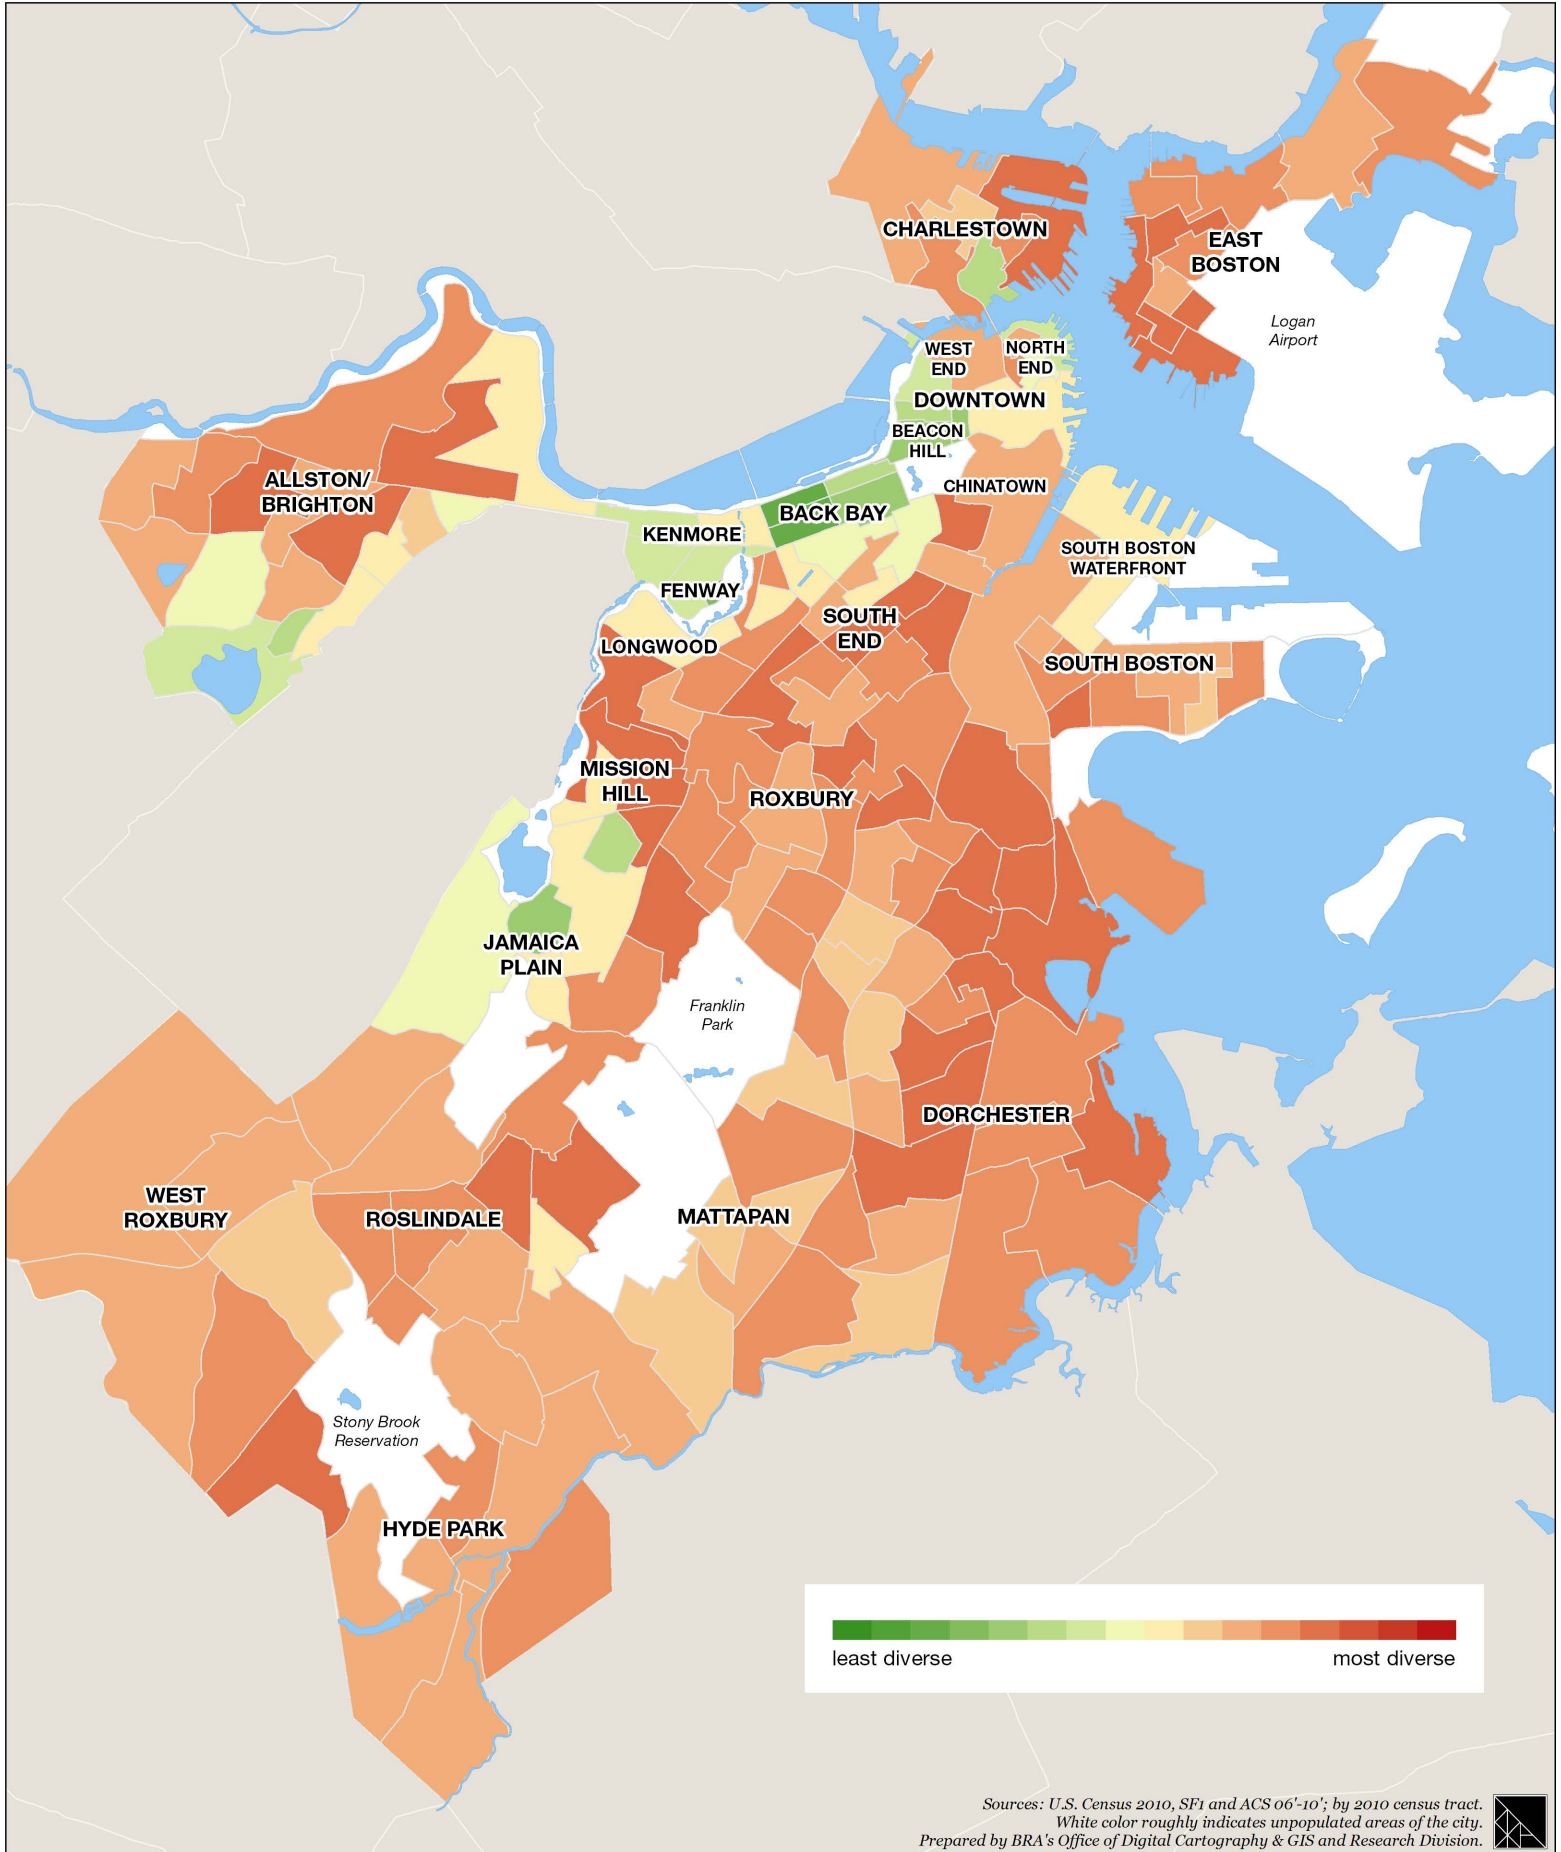 CHARLESTOWN
EAST
BOSTON
Logan
Airport
WEST
END
NORTH
END
DOWNTOWN
BEACON
HILL
CHINATOWN
ALLSTON/
BRIGHTON
BACK BAY
KENMORE
SOUTH BOSTON
WATERFRONT
FENWAY
SOUTH
END
LONGWOOD
SOUTH BOSTON
MISSION
HILL
ROXBURY
JAMAICA
PLAIN
Franklin
Park
DORCHESTER
WEST
ROXBURY
ROSLINDALE
MATTAPAN
Stony Brook
Reservation
HYDE PARK
least diverse
most diverse
Sources: U.S. Census 2010, SF1 and ACS 06'-10'; by 2010 census tract.
White color roughly indicates unpopulated areas of the city.
Prepared by BRA's Office of Digital Cartography & GIS and Research Division.